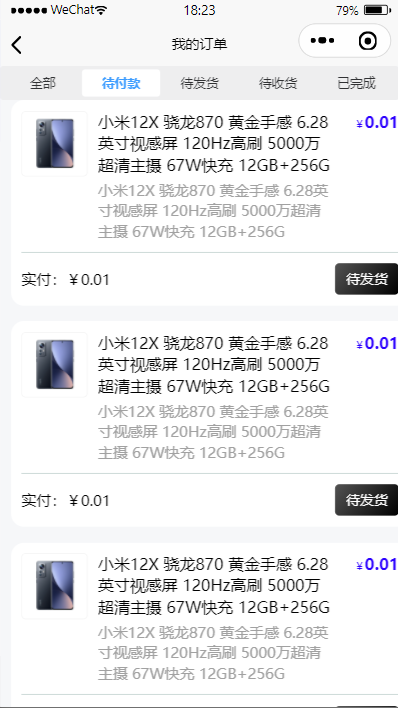 WeChat 18:23 79%
我的订单
全部 待付款 待发货 待收货 已完成
小米12X 骁龙870 黄金手感 6.28 ¥0.01
英寸视感屏 120Hz高刷 5000万
超清主摄 67W快充 12GB+256G
小米12X 骁龙870 黄金手感 6.28英
寸视感屏 120Hz高刷 5000万超清
主摄 67W快充 12GB+256G
实付：￥0.01 待发货
小米12X 骁龙870 黄金手感 6.28 ¥0.01
英寸视感屏 120Hz高刷 5000万
超清主摄 67W快充 12GB+256G
小米12X 骁龙870 黄金手感 6.28英
寸视感屏 120Hz高刷 5000万超清
主摄 67W快充 12GB+256G
实付：￥0.01 待发货
小米12X 骁龙870 黄金手感 6.28 ¥0.01
英寸视感屏 120Hz高刷 5000万
超清主摄 67W快充 12GB+256G
小米12X 骁龙870 黄金手感 6.28英
寸视感屏 120Hz高刷 5000万超清
主摄 67W快充 12GB+256G